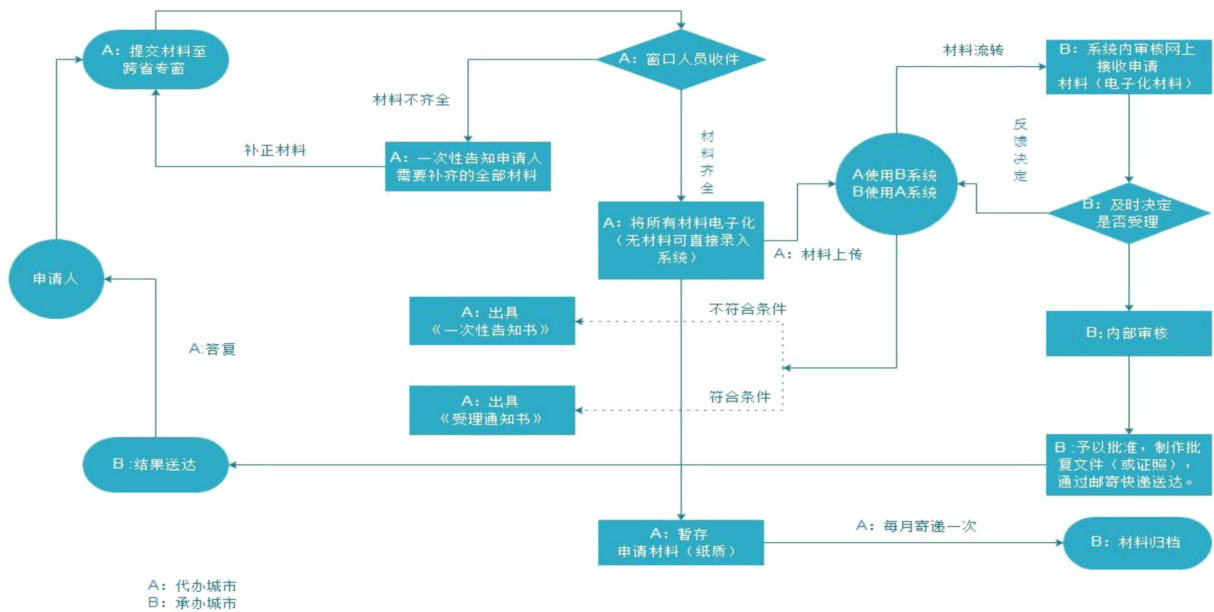 A：提交材料至
跨省专窗
A：窗口人员收件
材料流转
B：系统内审核网上
接收申请
材料（电子化材料）
材料不齐全
补正材料
A：一次性告知申请人
需要补齐的全部材料
材料齐全
反馈决定
A使用B系统
B使用A系统
B：及时决定
是否受理
A：将所有材料电子化
（无材料可直接录入
系统）
A：材料上传
申请人
A：出具
《一次性告知书》
不符合条件
B：内部审核
A:答复
A：出具
《受理通知书》
符合条件
B :结果送达
B :予以批准，制作批
复文件（或证照），
通过邮寄快递送达。
A：暂存
申请材料（纸质）
A：每月寄递一次
B：材料归档
A：代办城市
B：承办城市